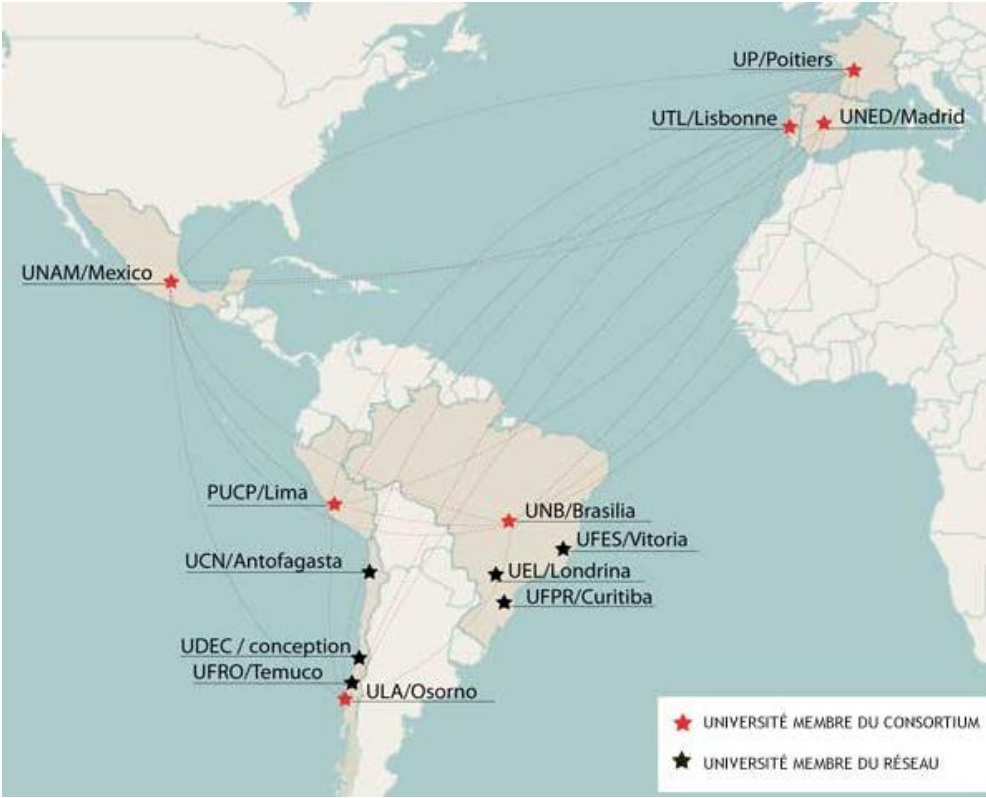 UP/Poitiers
UTL/Lisbonne
UNED/Madrid
UNAM/Mexico
PUCP/Lima
UNB/Brasilia
UFES/Vitoria
UCN/Antofagasta
UEL/Londrina
UFPR/Curitiba
UDEC / conception
UFRO/Temuco
ULA/Osorno
UNIVERSITÉ MEMBRE DU CONSORTIUM
UNIVERSITÉ MEMBRE DU RÉSEAU